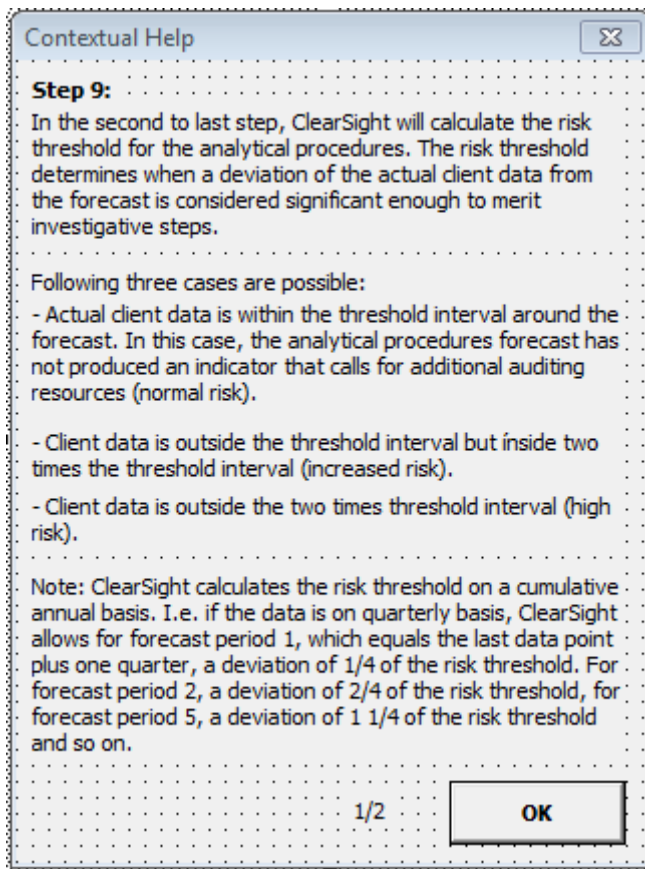 Contextual Help
Step 9:
In the second to last step, ClearSight will calculate the risk
threshold for the analytical procedures. The risk threshold
determines when a deviation of the actual client data from
the forecast is considered significant enough to merit
investigative steps.
Following three cases are possible:
- Actual client data is within the threshold interval around the
forecast. In this case, the analytical procedures forecast has
not produced an indicator that calls for additional auditing
resources (normal risk).
- Client data is outside the threshold interval but ínside two
times the threshold interval (increased risk).
- Client data is outside the two times threshold interval (high
risk).
Note: ClearSight calculates the risk threshold on a cumulative
annual basis. I.e. if the data is on quarterly basis, ClearSight
allows for forecast period 1, which equals the last data point
plus one quarter, a deviation of 1/4 of the risk threshold. For
forecast period 2, a deviation of 2/4 of the risk threshold, for
forecast period 5, a deviation of 1 1/4 of the risk threshold
and so on.
1/2
OK